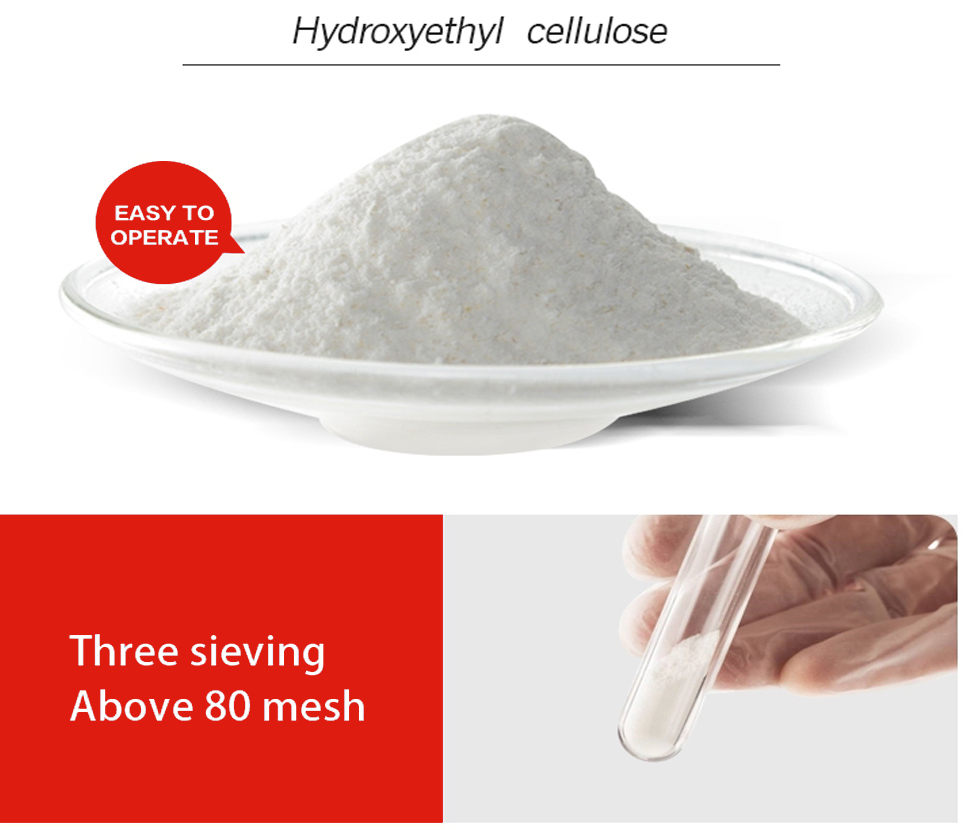 Hydroxyethyl cellulose
EASY TO
OPERATE
Three sieving
Above 80 mesh